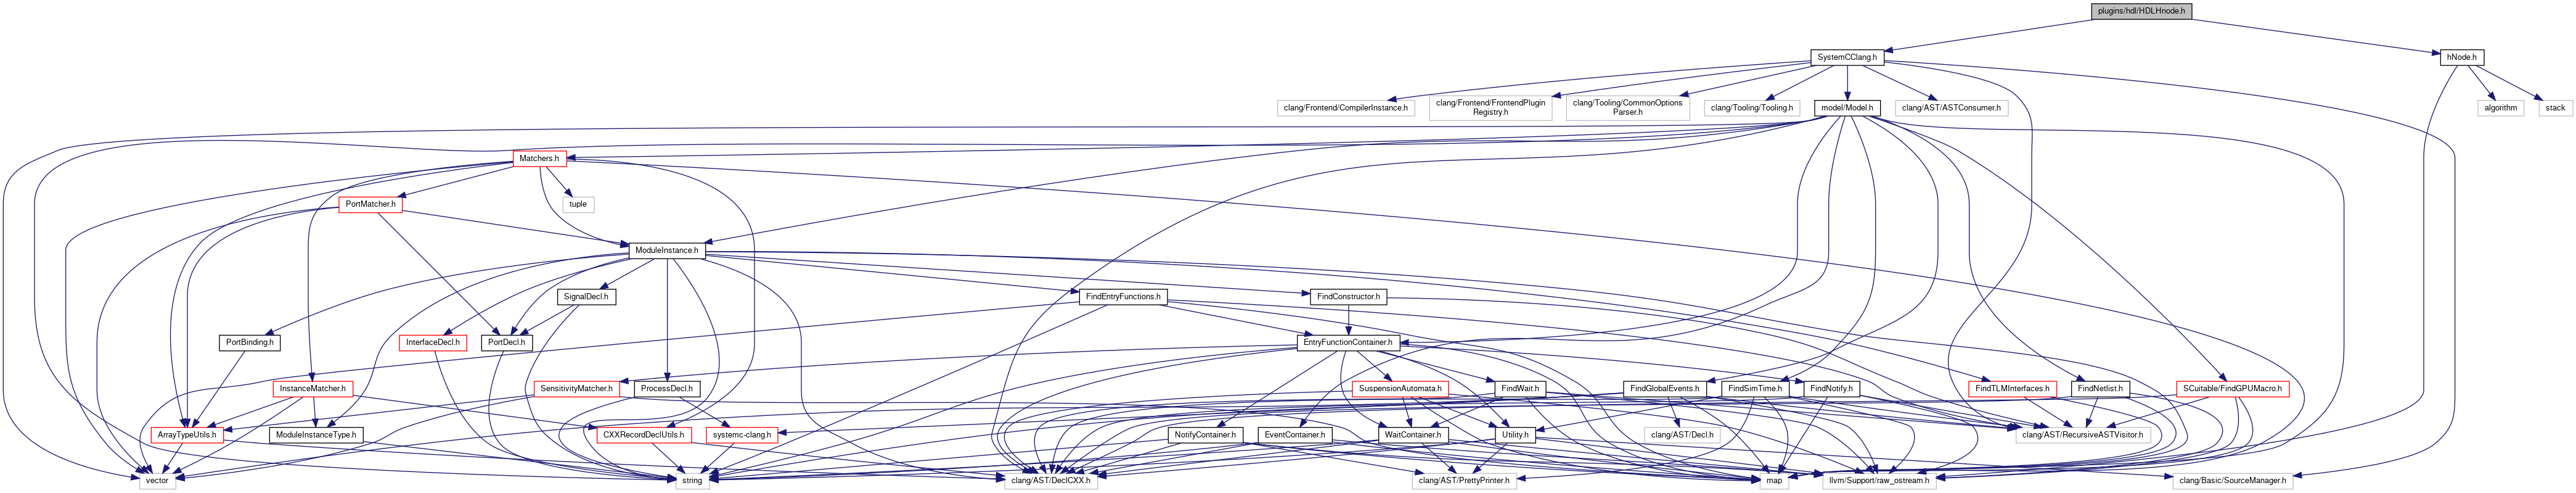 plugins/hdl/HDLHnode.h
SystemCClang.h
hNode.h
clang/Frontend/CompilerInstance.h
clang/Frontend/FrontendPlugin
Registry.h
clang/Tooling/CommonOptions
Parser.h
clang/Tooling/Tooling.h
model/Model.h
clang/AST/ASTConsumer.h
algorithm
stack
Matchers.h
PortMatcher.h
tuple
ModuleInstance.h
SignalDecl.h
FindEntryFunctions.h
FindConstructor.h
PortBinding.h
InterfaceDecl.h
PortDecl.h
EntryFunctionContainer.h
InstanceMatcher.h
SensitivityMatcher.h
ProcessDecl.h
SuspensionAutomata.h
FindWait.h
FindGlobalEvents.h
FindSimTime.h
FindNotify.h
FindTLMInterfaces.h
FindNetlist.h
SCuitable/FindGPUMacro.h
ArrayTypeUtils.h
ModuleInstanceType.h
CXXRecordDeclUtils.h
systemc-clang.h
NotifyContainer.h
EventContainer.h
WaitContainer.h
Utility.h
clang/AST/Decl.h
clang/AST/RecursiveASTVisitor.h
vector
string
clang/AST/DeclCXX.h
clang/AST/PrettyPrinter.h
map
llvm/Support/raw_ostream.h
clang/Basic/SourceManager.h